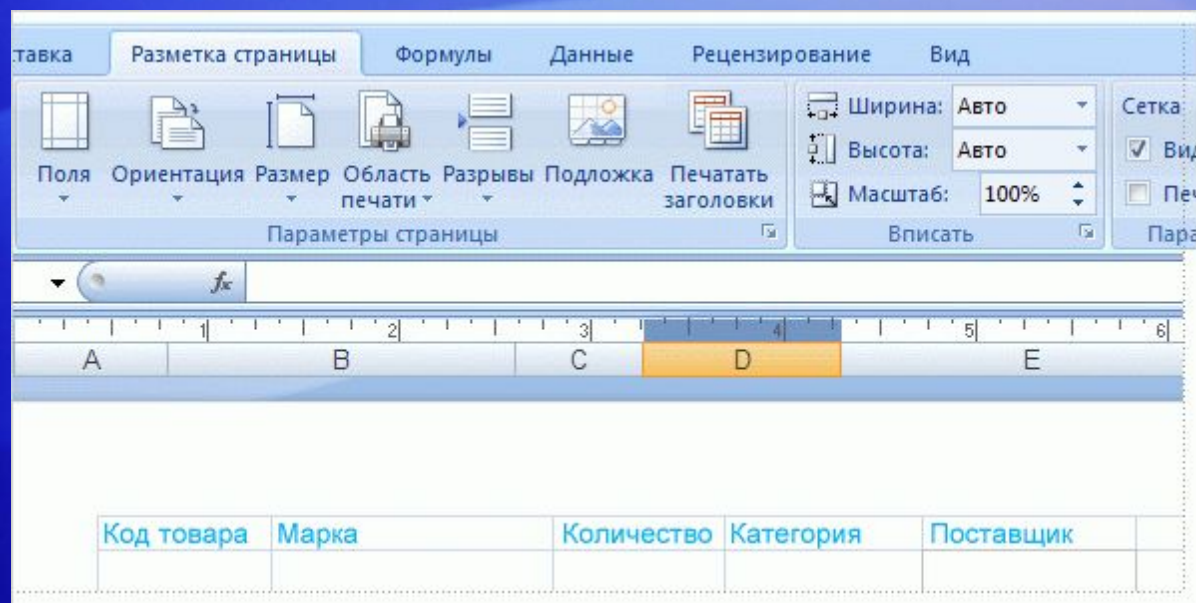 тавка Разметка страницы Формулы Данные Рецензирование Вид
Поля Ориентация Размер Область печати Разрывы Подложка Печатать заголовки
Ширина: Авто
Высота: Авто
Масштаб: 100%
Сетка
Вид
Печ
Параметры страницы Вписать Пара
fx
1 2 3 4 5 6
A B C D E
Код товара Марка Количество Категория Поставщик